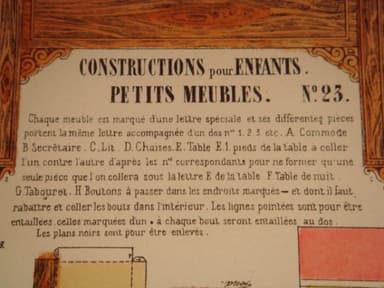 CONSTRUCTIONS pour ENFANTS.
PETITS MEUBLES. No. 23.
Chaque meuble est marqué d'une lettre spéciale et ses différentes pièces
portent la même lettre accompagnée d'un des nos 1. 2. 3. etc. A. Commode
B. Secrétaire. C. Lit. D. Chaises. E. Table. E.1. pieds de la table à coller
l'un contre l'autre d'après les nos correspondants pour ne former qu'une
seule pièce que l'on collera sous la lettre E de la table. F. Table de nuit.
G. Tabouret. H. Boutons à passer dans les endroits marqués — et dont il faut
rabattre et coller les bouts dans l'intérieur. Les lignes pointées sont pour être
entaillées. celles marquées d'un • à chaque bout seront entaillées au dos.
Les plans noirs sont pour être enlevés.